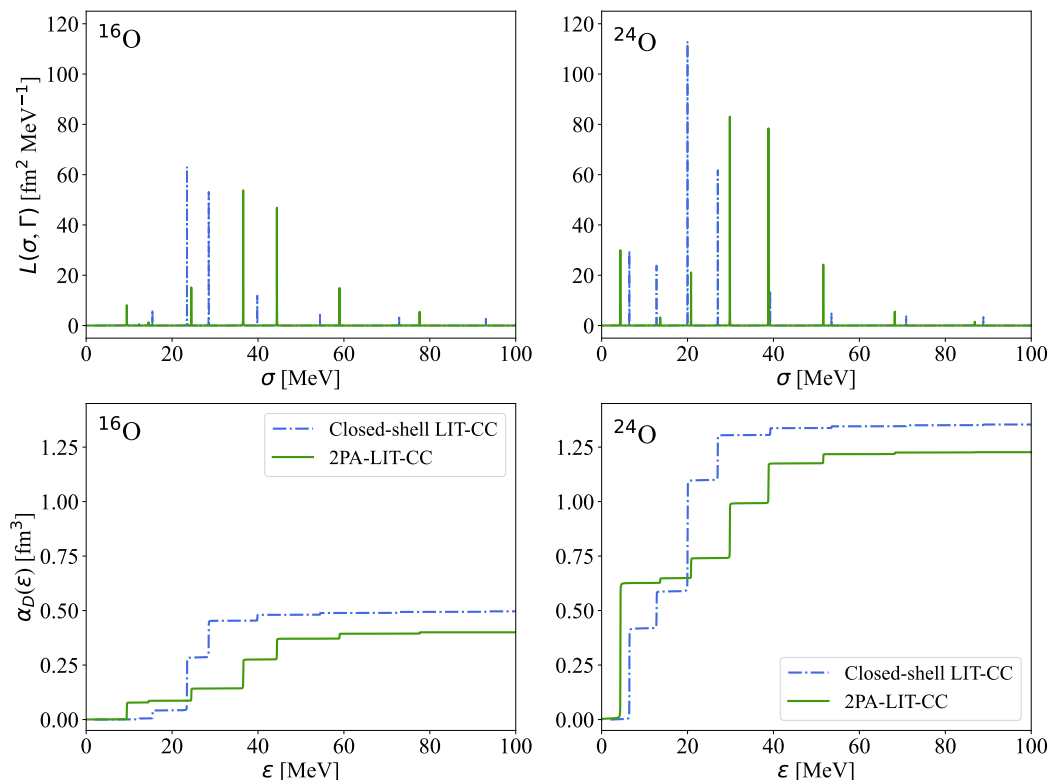 ¹⁶O
L(σ, Γ) [fm² MeV⁻¹]
120
100
80
60
40
20
0
0 20 40 60 80 100
σ [MeV]
²⁴O
120
100
80
60
40
20
0
0 20 40 60 80 100
σ [MeV]
¹⁶O
Closed-shell LIT-CC
2PA-LIT-CC
α_D(ε) [fm³]
1.25
1.00
0.75
0.50
0.25
0.00
0 20 40 60 80 100
ε [MeV]
²⁴O
1.25
1.00
0.75
0.50
0.25
0.00
Closed-shell LIT-CC
2PA-LIT-CC
0 20 40 60 80 100
ε [MeV]